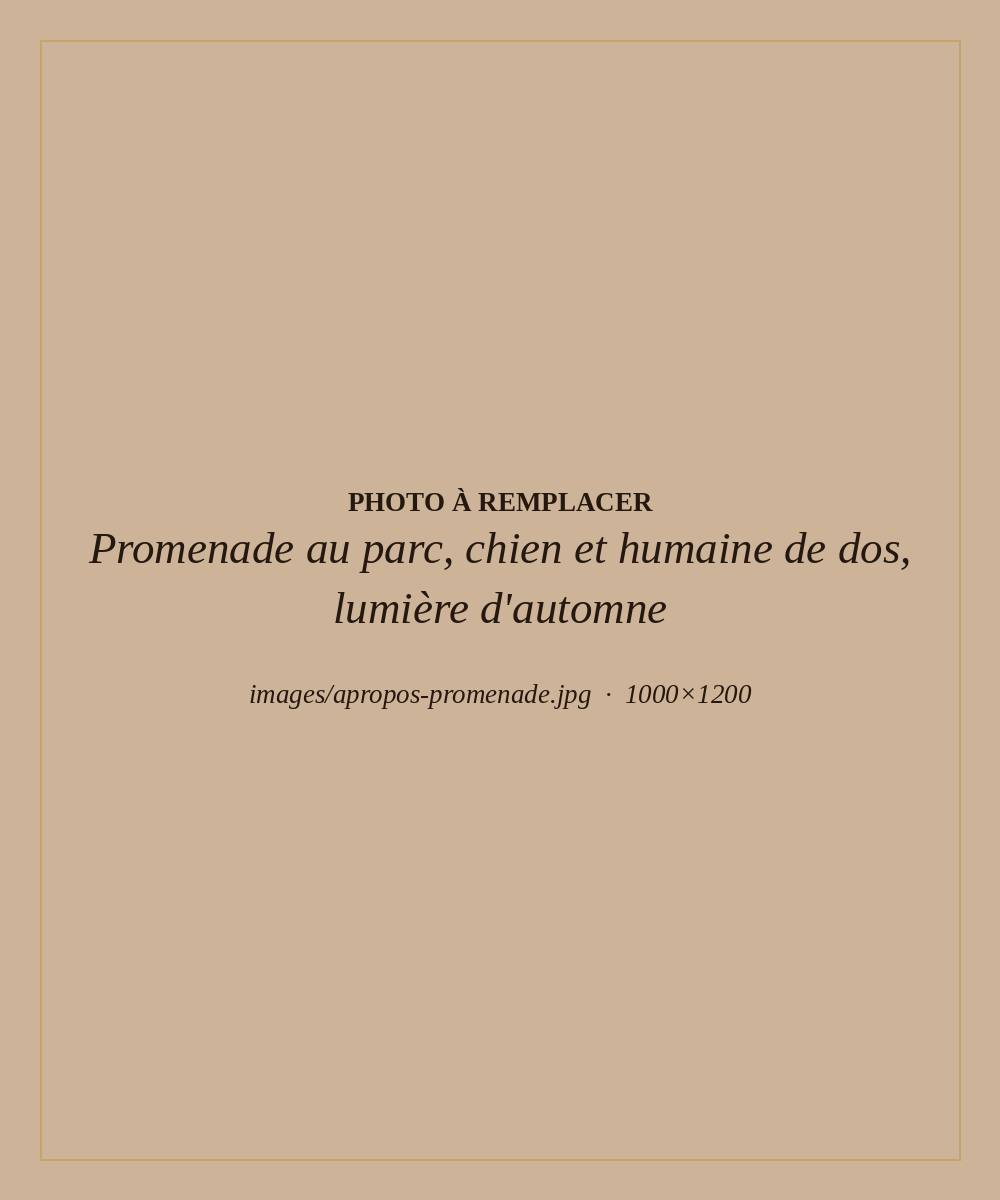 PHOTO À REMPLACER
Promenade au parc, chien et humaine de dos,
lumière d'automne
images/apropos-promenade.jpg · 1000×1200